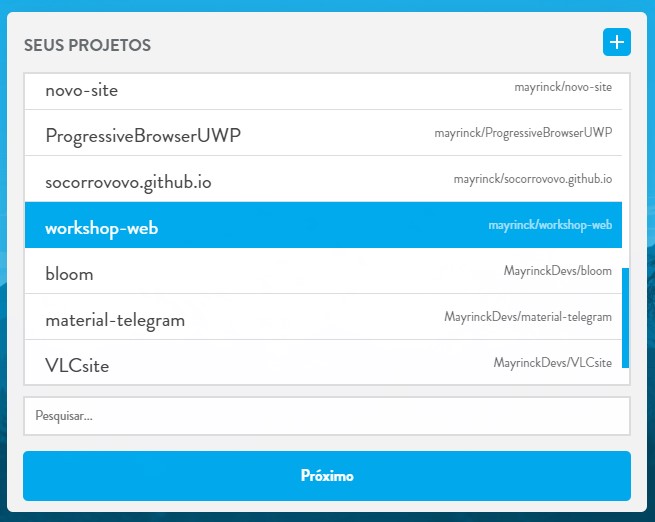 SEUS PROJETOS
novo-site mayrinck/novo-site
ProgressiveBrowserUWP mayrinck/ProgressiveBrowserUWP
socorrovovo.github.io mayrinck/socorrovovo.github.io
workshop-web mayrinck/workshop-web
bloom MayrinckDevs/bloom
material-telegram MayrinckDevs/material-telegram
VLCsite MayrinckDevs/VLCsite
Pesquisar...
Próximo